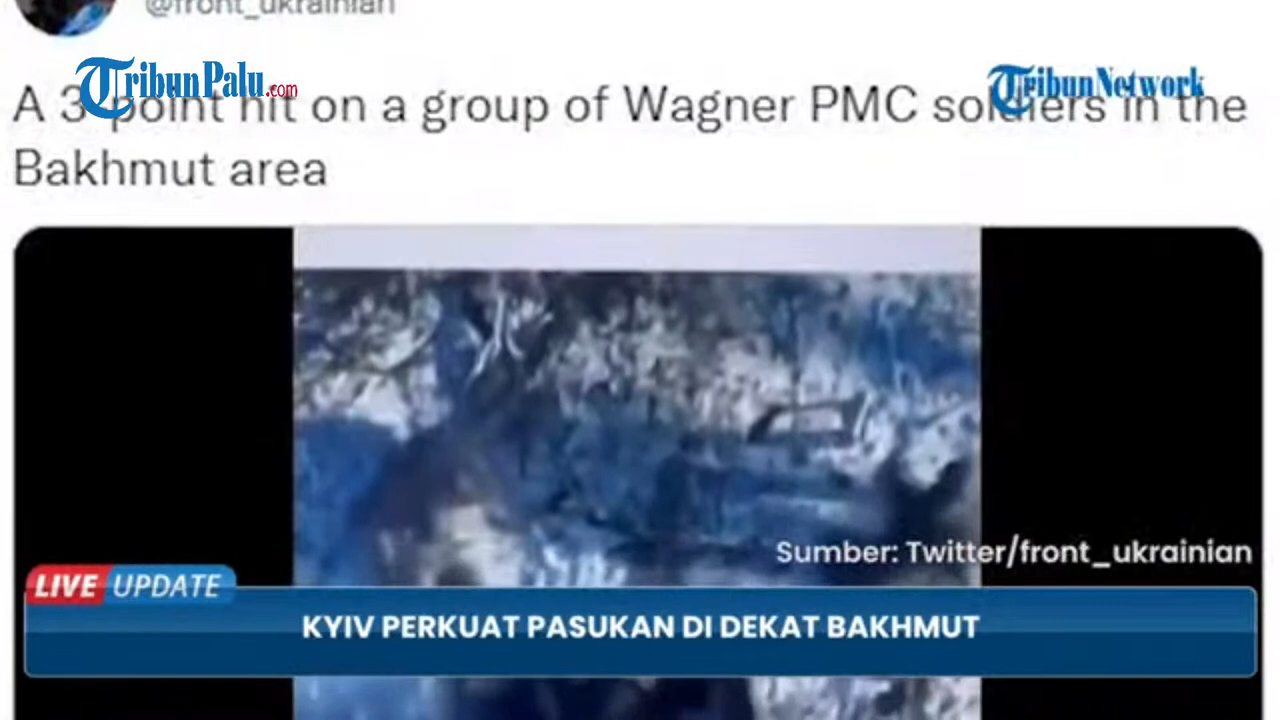 @front_ukrainian
TribunPalu.com
TribunNetwork
A 3-point hit on a group of Wagner PMC soldiers in the
Bakhmut area
Sumber: Twitter/front_ukrainian
LIVE UPDATE
KYIV PERKUAT PASUKAN DI DEKAT BAKHMUT